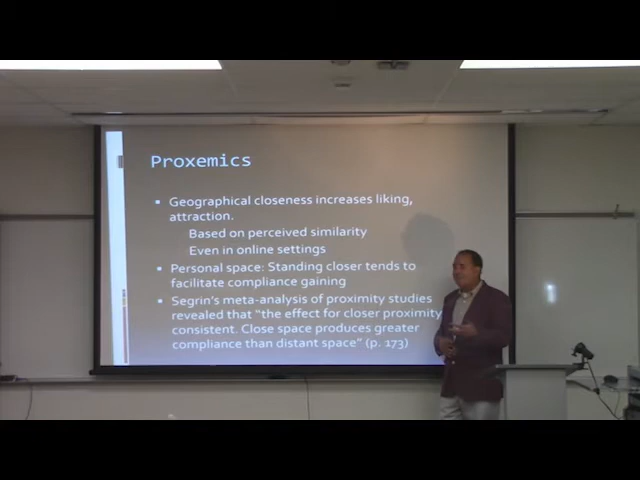 Proxemics
Geographical closeness increases liking,
attraction.
Based on perceived similarity
Even in online settings
Personal space: Standing closer tends to
facilitate compliance gaining
Segrin's meta-analysis of proximity studies
revealed that “the effect for closer proximity
consistent. Close space produces greater
compliance than distant space” (p. 173)